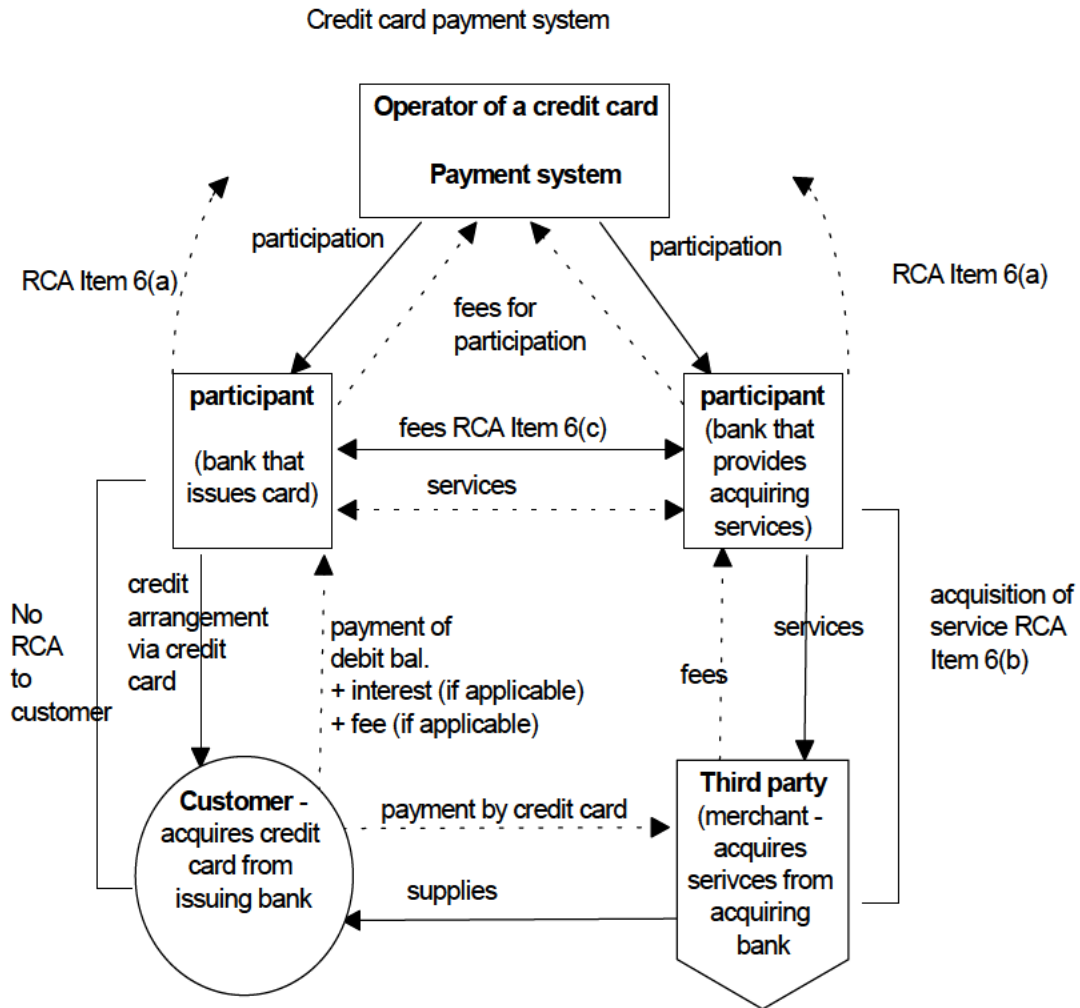 Credit card payment system
Operator of a credit card
Payment system
participation
participation
RCA Item 6(a)
RCA Item 6(a)
fees for
participation
participant
(bank that
issues card)
fees RCA Item 6(c)
services
participant
(bank that
provides
acquiring
services)
No
RCA
to
customer
credit
arrangement
via credit
card
payment of
debit bal.
+ interest (if applicable)
+ fee (if applicable)
fees
services
acquisition of
service RCA
Item 6(b)
Customer -
acquires credit
card from
issuing bank
payment by credit card
supplies
Third party
(merchant -
acquires
serivces from
acquiring
bank